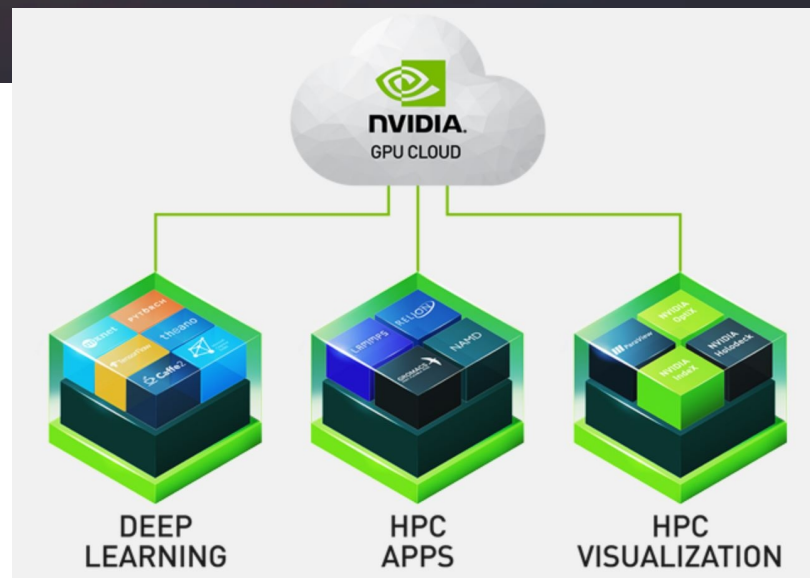 NVIDIA.
GPU CLOUD
PYTORCH
mxnet
theano
TensorFlow
Caffe2
RELION
LAMMPS
NAMD
GROMACS
NVIDIA
OptiX
ParaView
NVIDIA
Holodeck
NVIDIA
IndeX
DEEP
LEARNING
HPC
APPS
HPC
VISUALIZATION